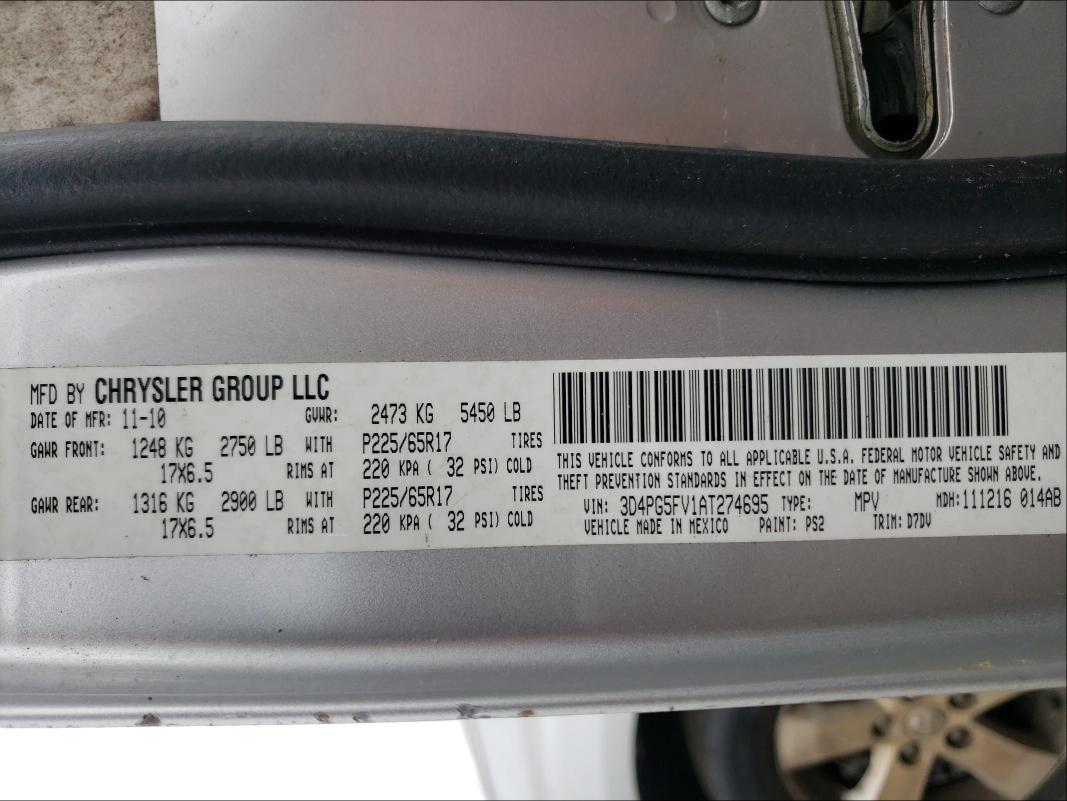 MFD BY CHRYSLER GROUP LLC
DATE OF MFR: 11-10 GVWR: 2473 KG 5450 LB
GAWR FRONT: 1248 KG 2750 LB WITH P225/65R17 TIRES
17X6.5 RIMS AT 220 KPA ( 32 PSI) COLD
GAWR REAR: 1316 KG 2900 LB WITH P225/65R17 TIRES
17X6.5 RIMS AT 220 KPA ( 32 PSI) COLD
THIS VEHICLE CONFORMS TO ALL APPLICABLE U.S.A. FEDERAL MOTOR VEHICLE SAFETY AND
THEFT PREVENTION STANDARDS IN EFFECT ON THE DATE OF MANUFACTURE SHOWN ABOVE.
VIN: 3D4PG5FV1AT274695 TYPE: MPV MDH:111216 014AB
VEHICLE MADE IN MEXICO PAINT: PS2 TRIM: D7DV